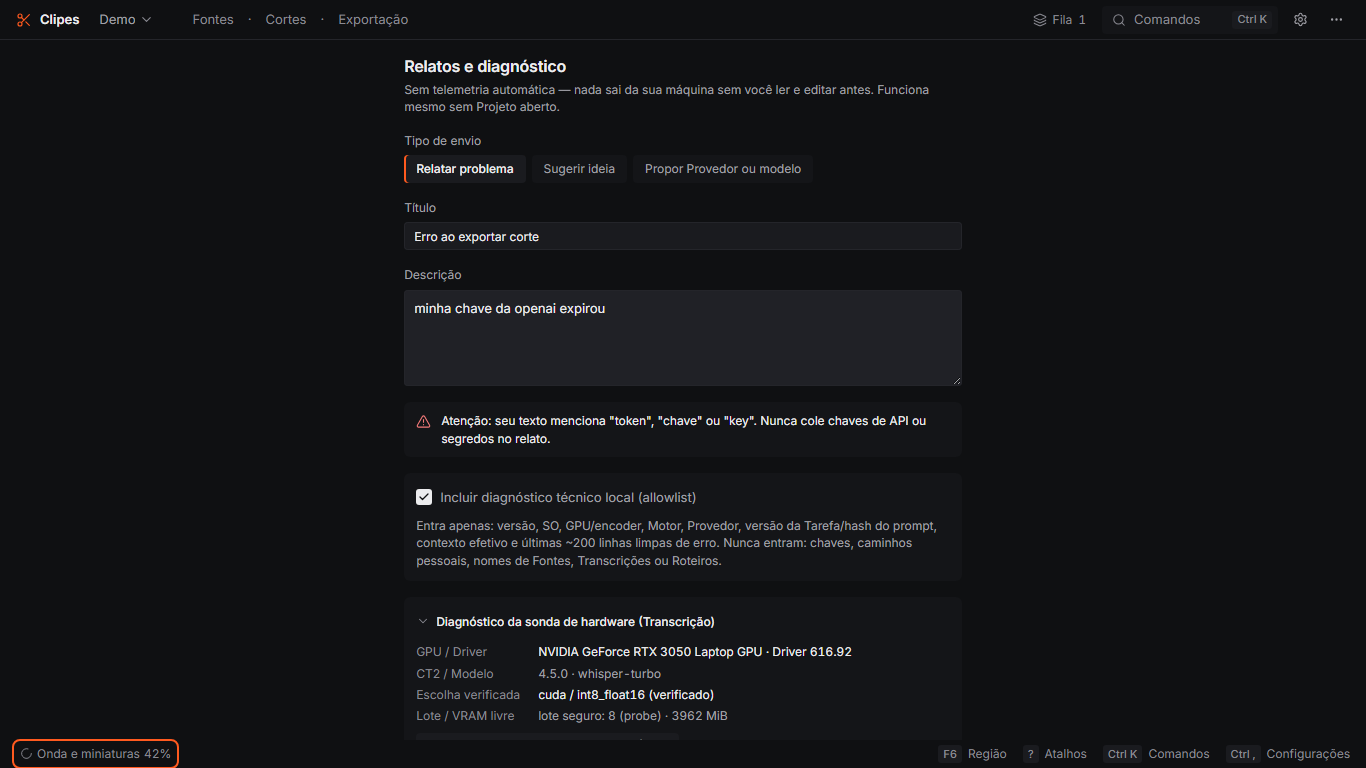 Clipes Demo Fontes · Cortes · Exportação Fila 1 Comandos Ctrl K
Relatos e diagnóstico
Sem telemetria automática — nada sai da sua máquina sem você ler e editar antes. Funciona
mesmo sem Projeto aberto.
Tipo de envio
Relatar problema Sugerir ideia Propor Provedor ou modelo
Título
Erro ao exportar corte
Descrição
minha chave da openai expirou
Atenção: seu texto menciona "token", "chave" ou "key". Nunca cole chaves de API ou
segredos no relato.
Incluir diagnóstico técnico local (allowlist)
Entra apenas: versão, SO, GPU/encoder, Motor, Provedor, versão da Tarefa/hash do prompt,
contexto efetivo e últimas ~200 linhas limpas de erro. Nunca entram: chaves, caminhos
pessoais, nomes de Fontes, Transcrições ou Roteiros.
Diagnóstico da sonda de hardware (Transcrição)
GPU / Driver NVIDIA GeForce RTX 3050 Laptop GPU · Driver 616.92
CT2 / Modelo 4.5.0 · whisper-turbo
Escolha verificada cuda / int8_float16 (verificado)
Lote / VRAM livre lote seguro: 8 (probe) · 3962 MiB
Onda e miniaturas 42% F6 Região ? Atalhos Ctrl K Comandos Ctrl , Configurações